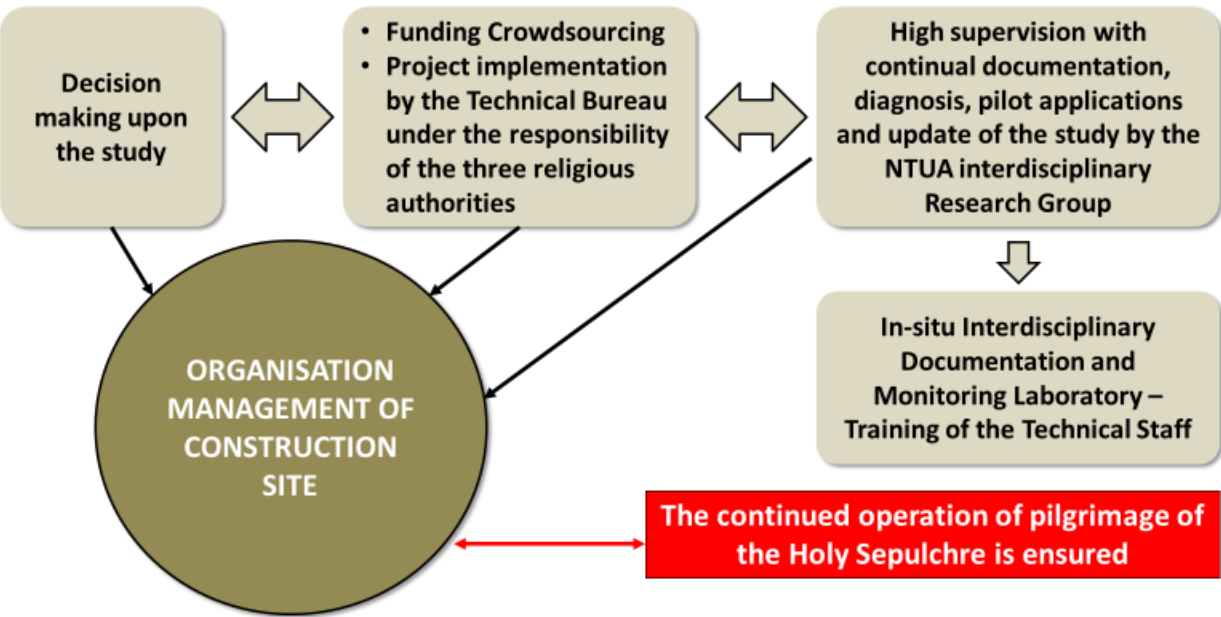 Decision
making upon
the study
• Funding Crowdsourcing
• Project implementation
by the Technical Bureau
under the responsibility
of the three religious
authorities
High supervision with
continual documentation,
diagnosis, pilot applications
and update of the study by the
NTUA interdisciplinary
Research Group
In-situ Interdisciplinary
Documentation and
Monitoring Laboratory –
Training of the Technical Staff
ORGANISATION
MANAGEMENT OF
CONSTRUCTION
SITE
The continued operation of pilgrimage of
the Holy Sepulchre is ensured